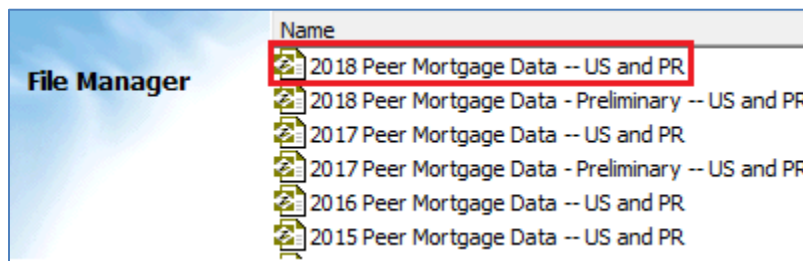 Name
File Manager
2018 Peer Mortgage Data -- US and PR
2018 Peer Mortgage Data - Preliminary -- US and PR
2017 Peer Mortgage Data -- US and PR
2017 Peer Mortgage Data - Preliminary -- US and PR
2016 Peer Mortgage Data -- US and PR
2015 Peer Mortgage Data -- US and PR